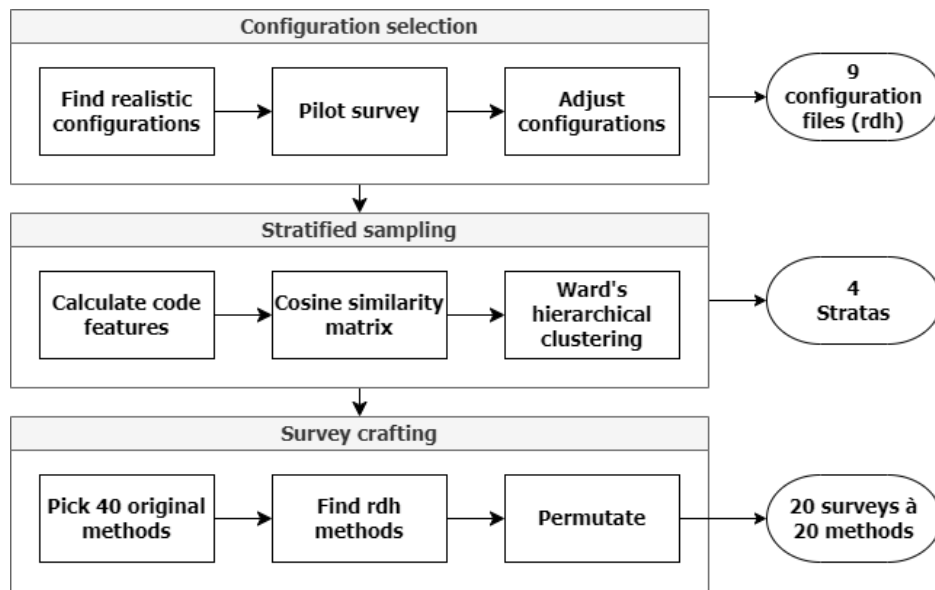 Configuration selection
Find realistic
configurations
Pilot survey
Adjust
configurations
9
configuration
files (rdh)
Stratified sampling
Calculate code
features
Cosine similarity
matrix
Ward's
hierarchical
clustering
4
Stratas
Survey crafting
Pick 40 original
methods
Find rdh
methods
Permutate
20 surveys à
20 methods